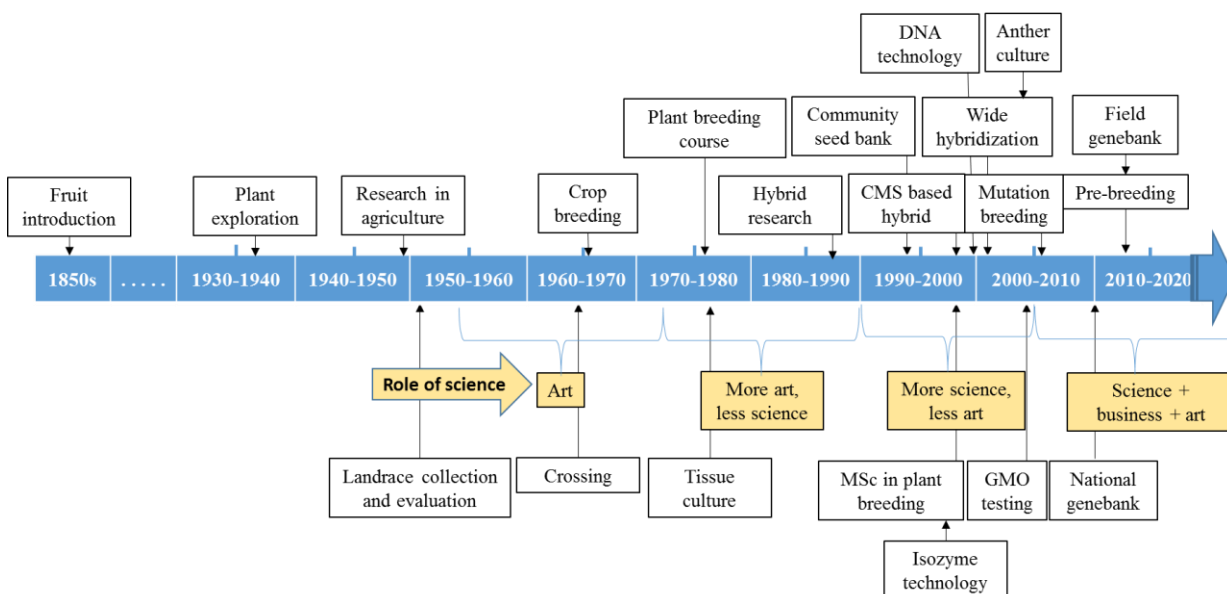 DNA
technology
Anther
culture
Plant breeding
course
Community
seed bank
Wide
hybridization
Field
genebank
Fruit
introduction
Plant
exploration
Research in
agriculture
Crop
breeding
Hybrid
research
CMS based
hybrid
Mutation
breeding
Pre-breeding
1850s
. . . . .
1930-1940
1940-1950
1950-1960
1960-1970
1970-1980
1980-1990
1990-2000
2000-2010
2010-2020
Role of science
Art
More art,
less science
More science,
less art
Science +
business + art
Landrace collection
and evaluation
Crossing
Tissue
culture
MSc in plant
breeding
GMO
testing
National
genebank
Isozyme
technology